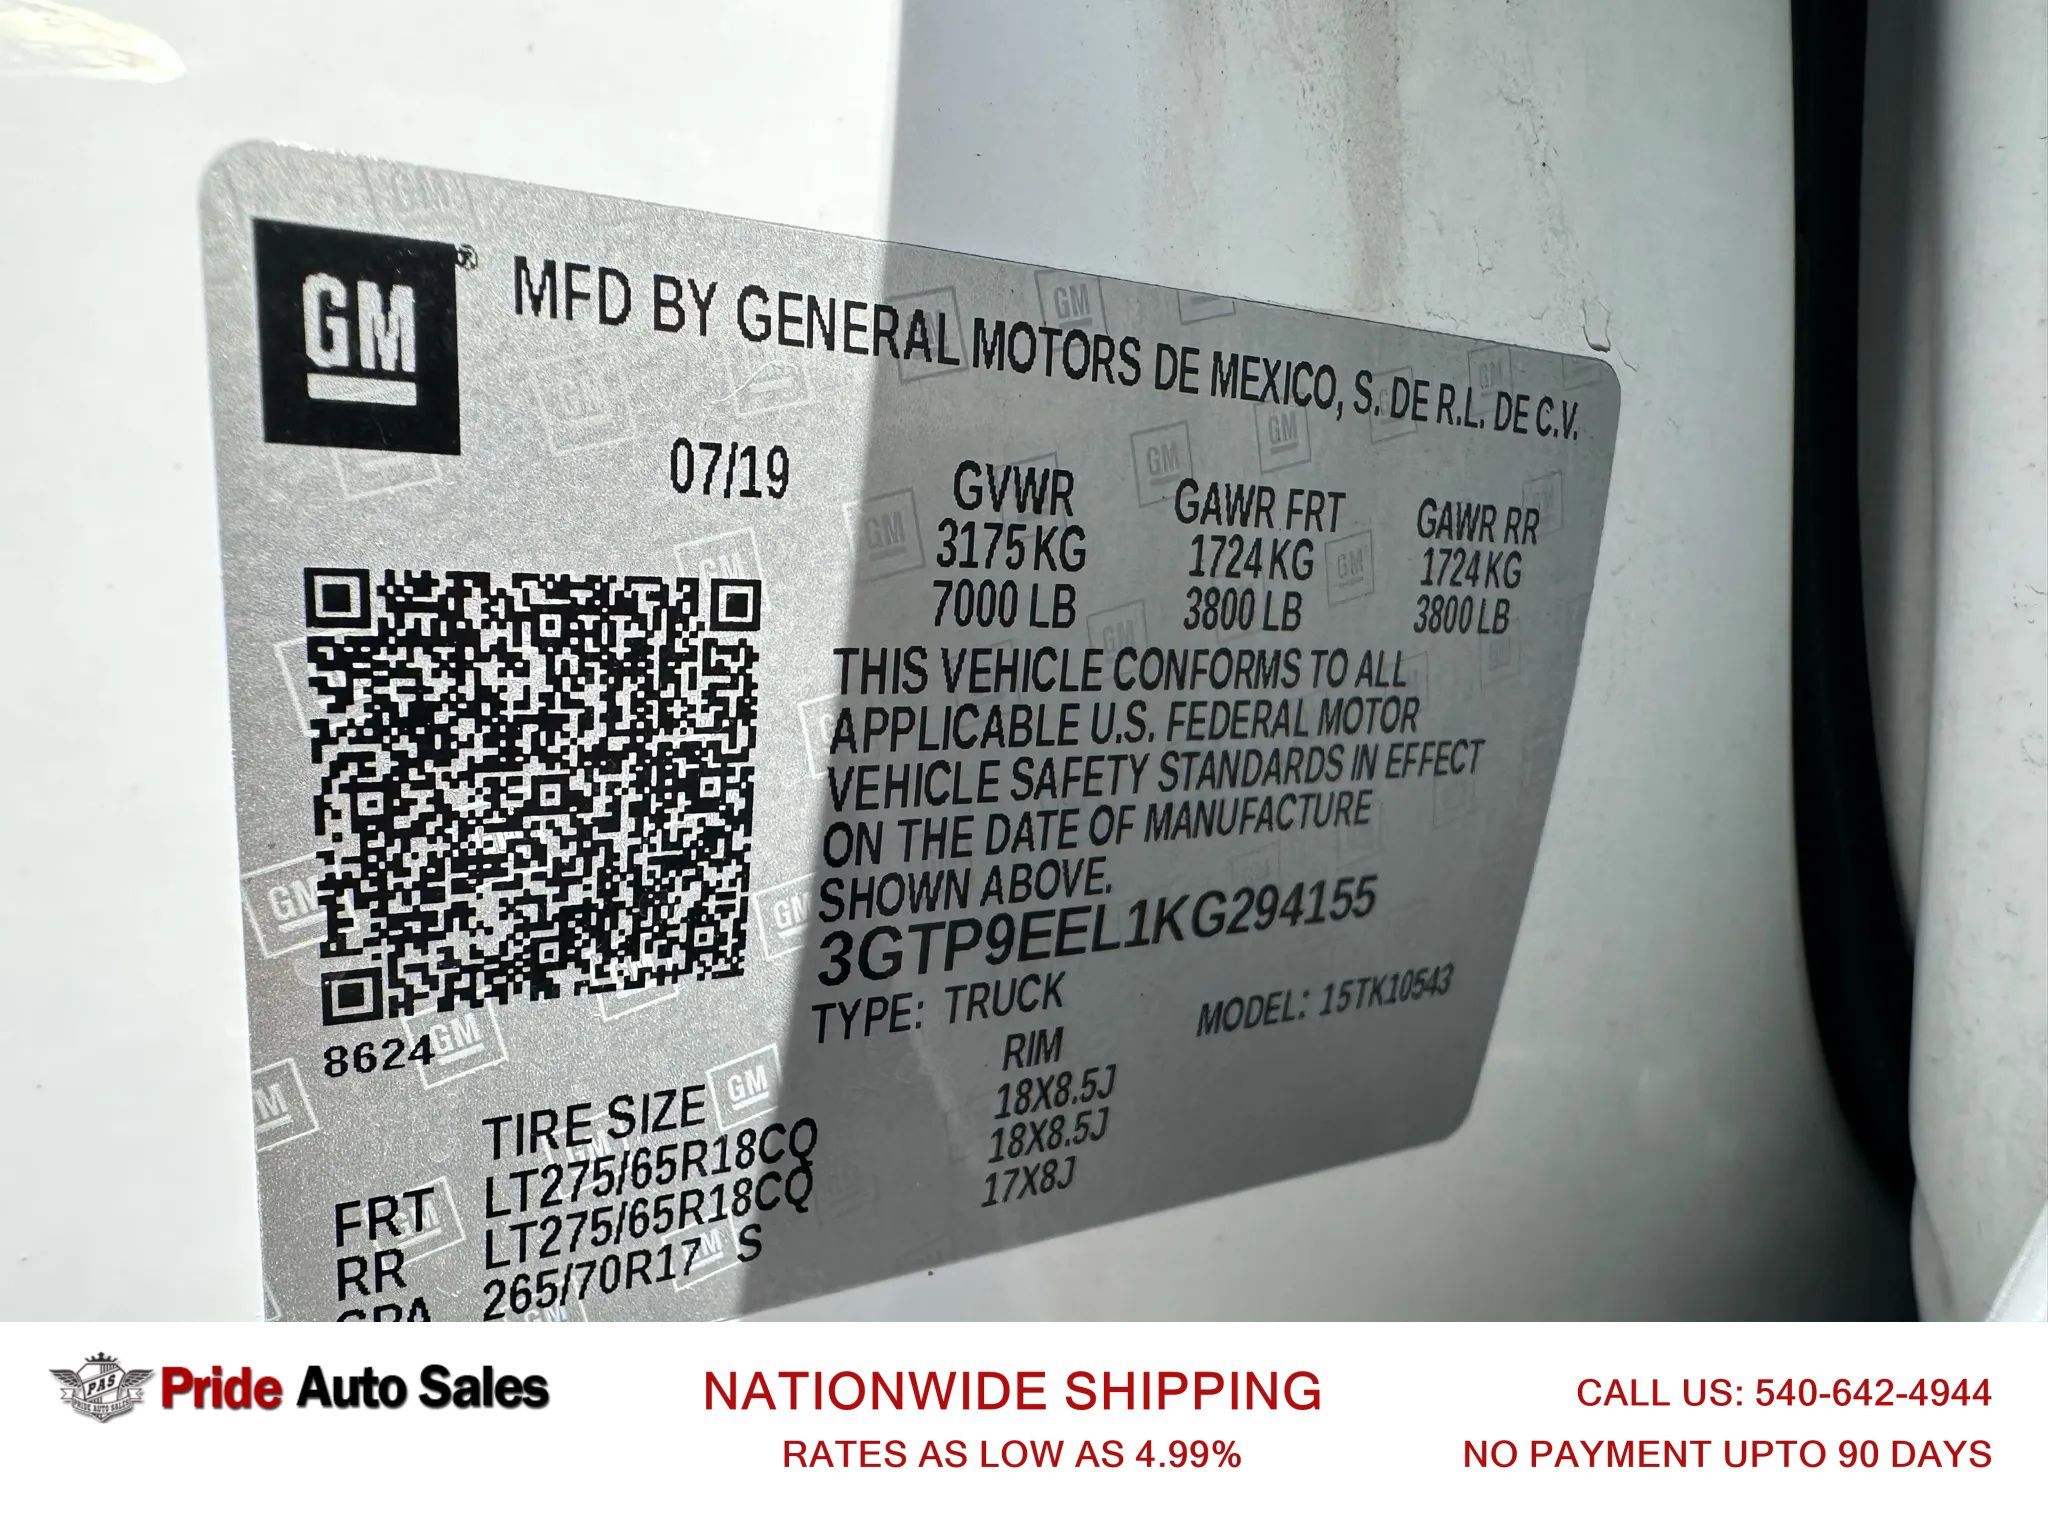 GM
MFD BY GENERAL MOTORS DE MEXICO, S. DE R.L. DE C.V.
07/19
GVWR GAWR FRT GAWR RR
3175 KG 1724 KG 1724 KG
7000 LB 3800 LB 3800 LB
THIS VEHICLE CONFORMS TO ALL
APPLICABLE U.S. FEDERAL MOTOR
VEHICLE SAFETY STANDARDS IN EFFECT
ON THE DATE OF MANUFACTURE
SHOWN ABOVE.
3GTP9EEL1KG294155
TYPE: TRUCK MODEL: 15TK10543
8624
TIRE SIZE RIM
FRT LT275/65R18CQ 18X8.5J
RR LT275/65R18CQ 18X8.5J
265/70R17 S 17X8J
PAS
PRIDE AUTO SALES
Pride Auto Sales
NATIONWIDE SHIPPING
RATES AS LOW AS 4.99%
CALL US: 540-642-4944
NO PAYMENT UPTO 90 DAYS